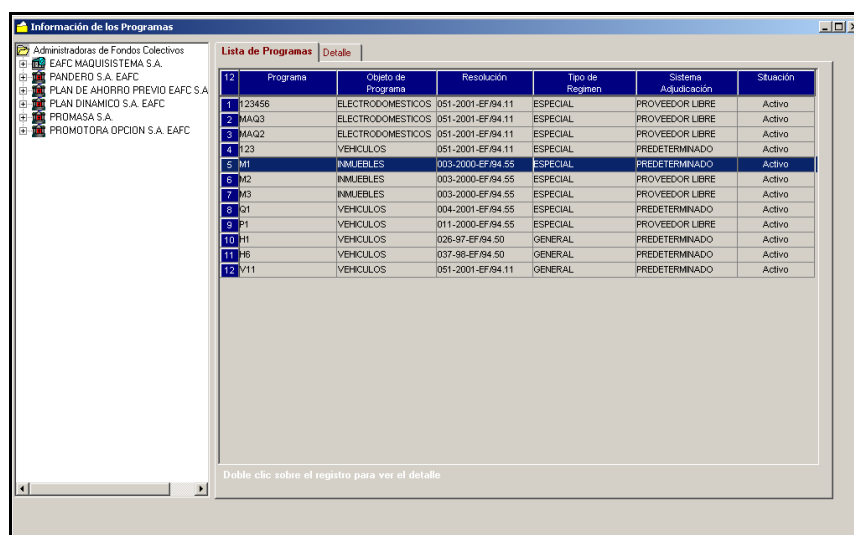 Información de los Programas
Administradoras de Fondos Colectivos
EAFC MAQUISISTEMA S.A.
PANDERO S.A. EAFC
PLAN DE AHORRO PREVIO EAFC S.A
PLAN DINAMICO S.A. EAFC
PROMASA S.A.
PROMOTORA OPCION S.A. EAFC
Lista de Programas Detalle
12 Programa Objeto de Programa Resolución Tipo de Regimen Sistema Adjudicación Situación
1 123456 ELECTRODOMESTICOS 051-2001-EF/94.11 ESPECIAL PROVEEDOR LIBRE Activo
2 MAQ3 ELECTRODOMESTICOS 051-2001-EF/94.11 ESPECIAL PROVEEDOR LIBRE Activo
3 MAQ2 ELECTRODOMESTICOS 051-2001-EF/94.11 ESPECIAL PROVEEDOR LIBRE Activo
4 123 VEHICULOS 051-2001-EF/94.11 ESPECIAL PREDETERMINADO Activo
5 M1 INMUEBLES 003-2000-EF/94.55 ESPECIAL PREDETERMINADO Activo
6 M2 INMUEBLES 003-2000-EF/94.55 ESPECIAL PROVEEDOR LIBRE Activo
7 M3 INMUEBLES 003-2000-EF/94.55 ESPECIAL PROVEEDOR LIBRE Activo
8 Q1 VEHICULOS 004-2001-EF/94.55 ESPECIAL PREDETERMINADO Activo
9 P1 VEHICULOS 011-2000-EF/94.55 ESPECIAL PROVEEDOR LIBRE Activo
10 H1 VEHICULOS 026-97-EF/94.50 GENERAL PREDETERMINADO Activo
11 H6 VEHICULOS 037-98-EF/94.50 GENERAL PREDETERMINADO Activo
12 V11 VEHICULOS 051-2001-EF/94.11 GENERAL PREDETERMINADO Activo
Doble clic sobre el registro para ver el detalle